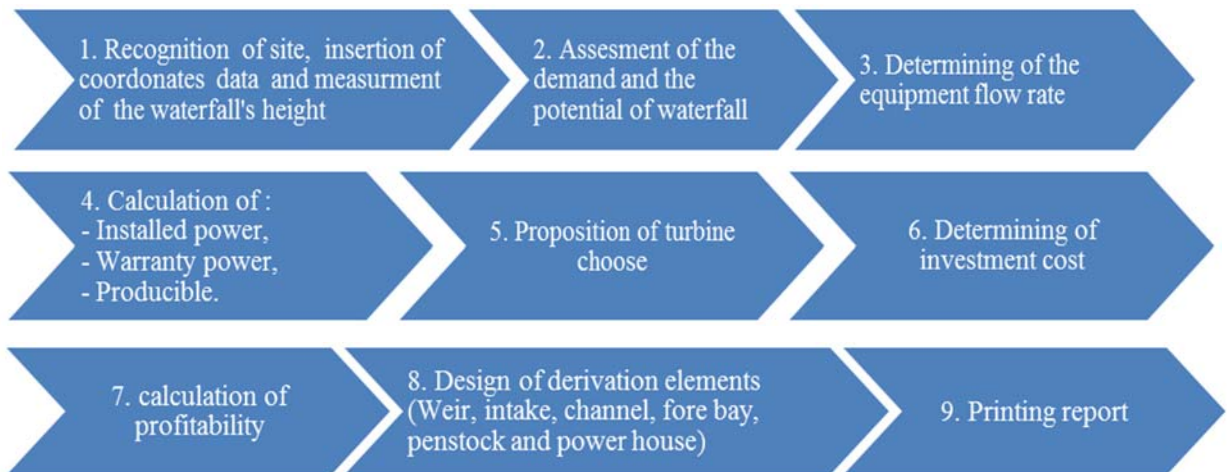 1. Recognition of site, insertion of
coordonates data and measurment
of the waterfall's height
2. Assesment of the
demand and the
potential of waterfall
3. Determining of the
equipment flow rate
4. Calculation of :
- Installed power,
- Warranty power,
- Producible.
5. Proposition of turbine
choose
6. Determining of
investment cost
7. calculation of
profitability
8. Design of derivation elements
(Weir, intake, channel, fore bay,
penstock and power house)
9. Printing report